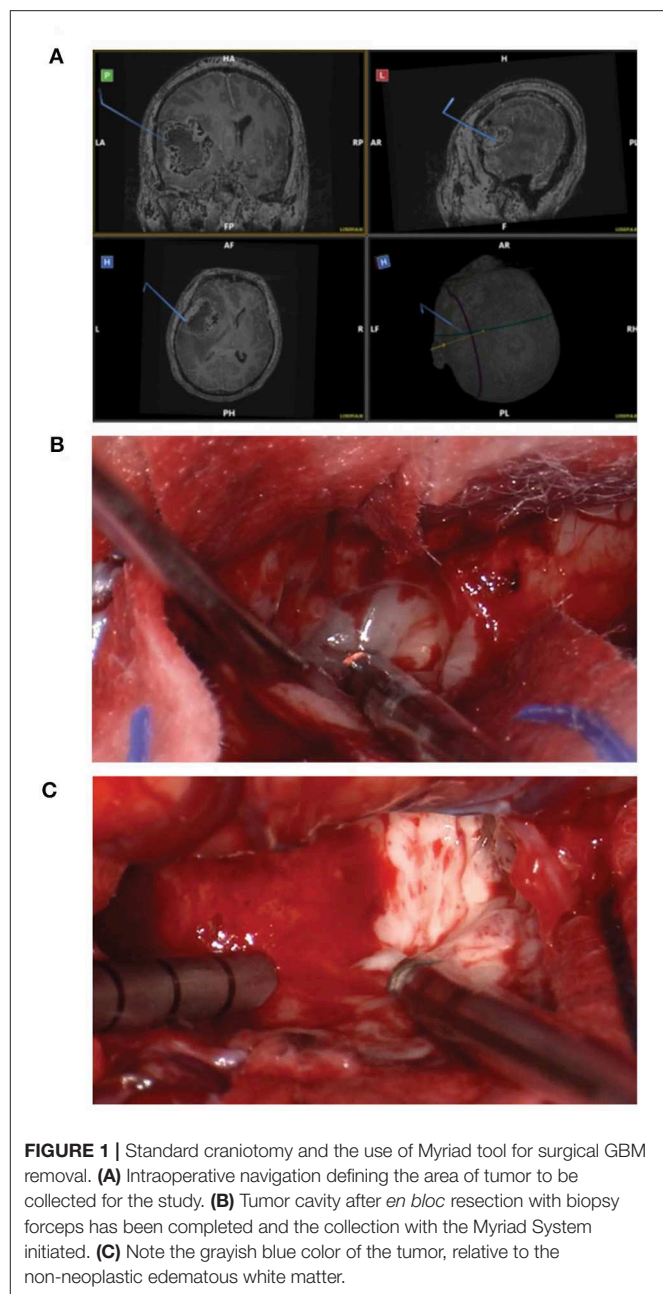 A
HA
P
LA
RP
FP
H
L
AR
PL
F
AF
H
L
R
PH
AR
H
LF
RH
PL
B
C
FIGURE 1 | Standard craniotomy and the use of Myriad tool for surgical GBM
removal. (A) Intraoperative navigation defining the area of tumor to be
collected for the study. (B) Tumor cavity after en bloc resection with biopsy
forceps has been completed and the collection with the Myriad System
initiated. (C) Note the grayish blue color of the tumor, relative to the
non-neoplastic edematous white matter.